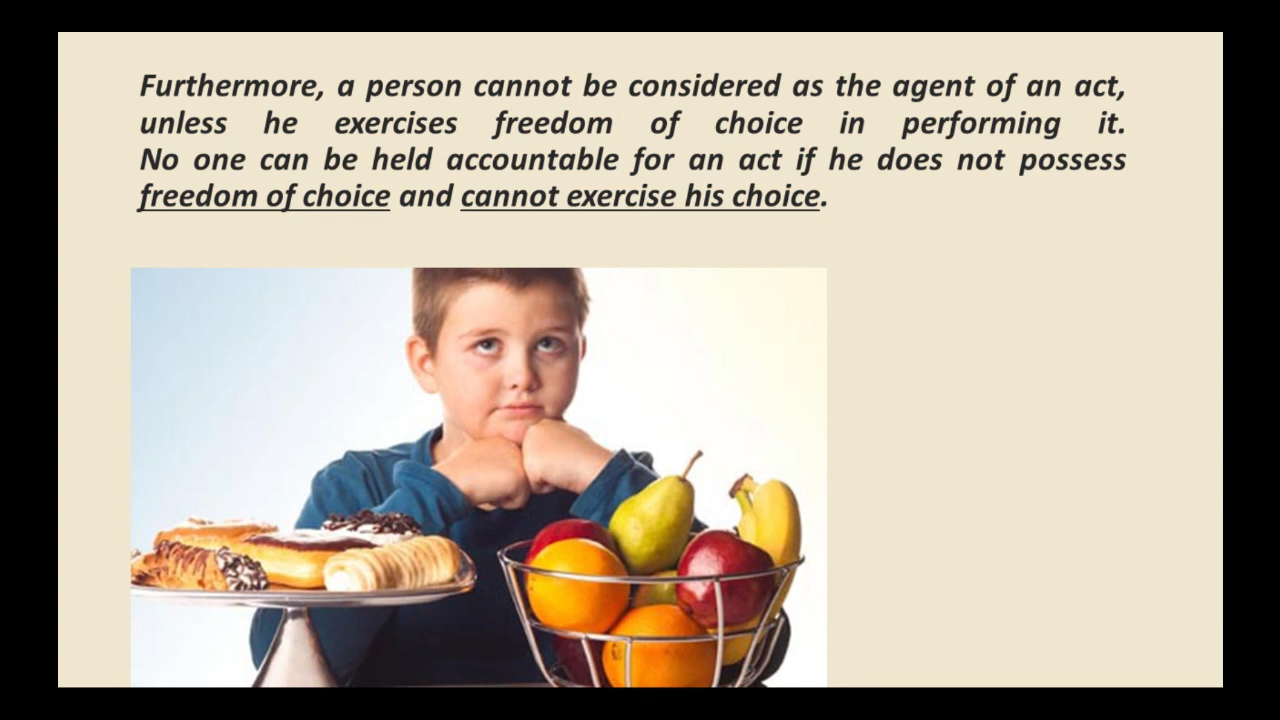 Furthermore, a person cannot be considered as the agent of an act,
unless he exercises freedom of choice in performing it.
No one can be held accountable for an act if he does not possess
freedom of choice and cannot exercise his choice.